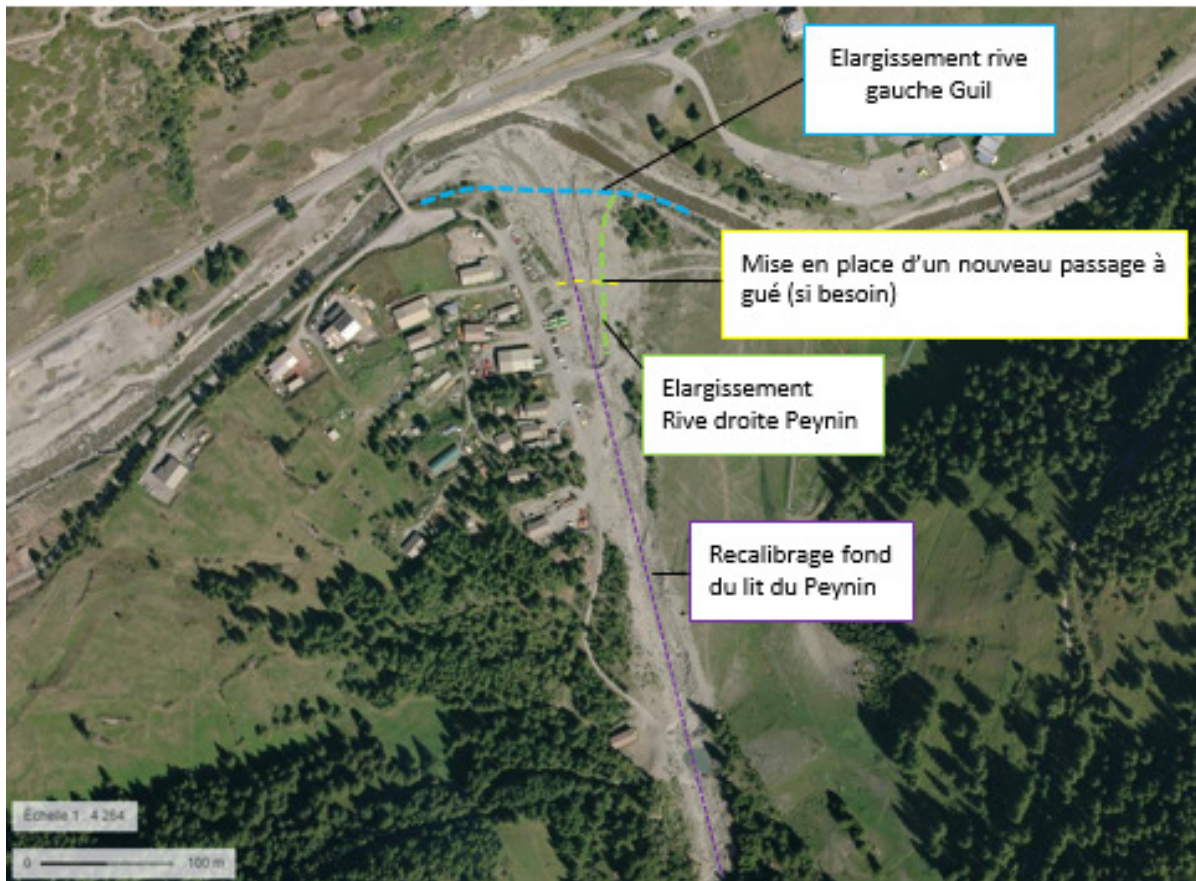 Elargissement rive
gauche Guil
Mise en place d'un nouveau passage à
gué (si besoin)
Elargissement
Rive droite Peynin
Recalibrage fond
du lit du Peynin
Échelle 1 : 4 264
0 100 m